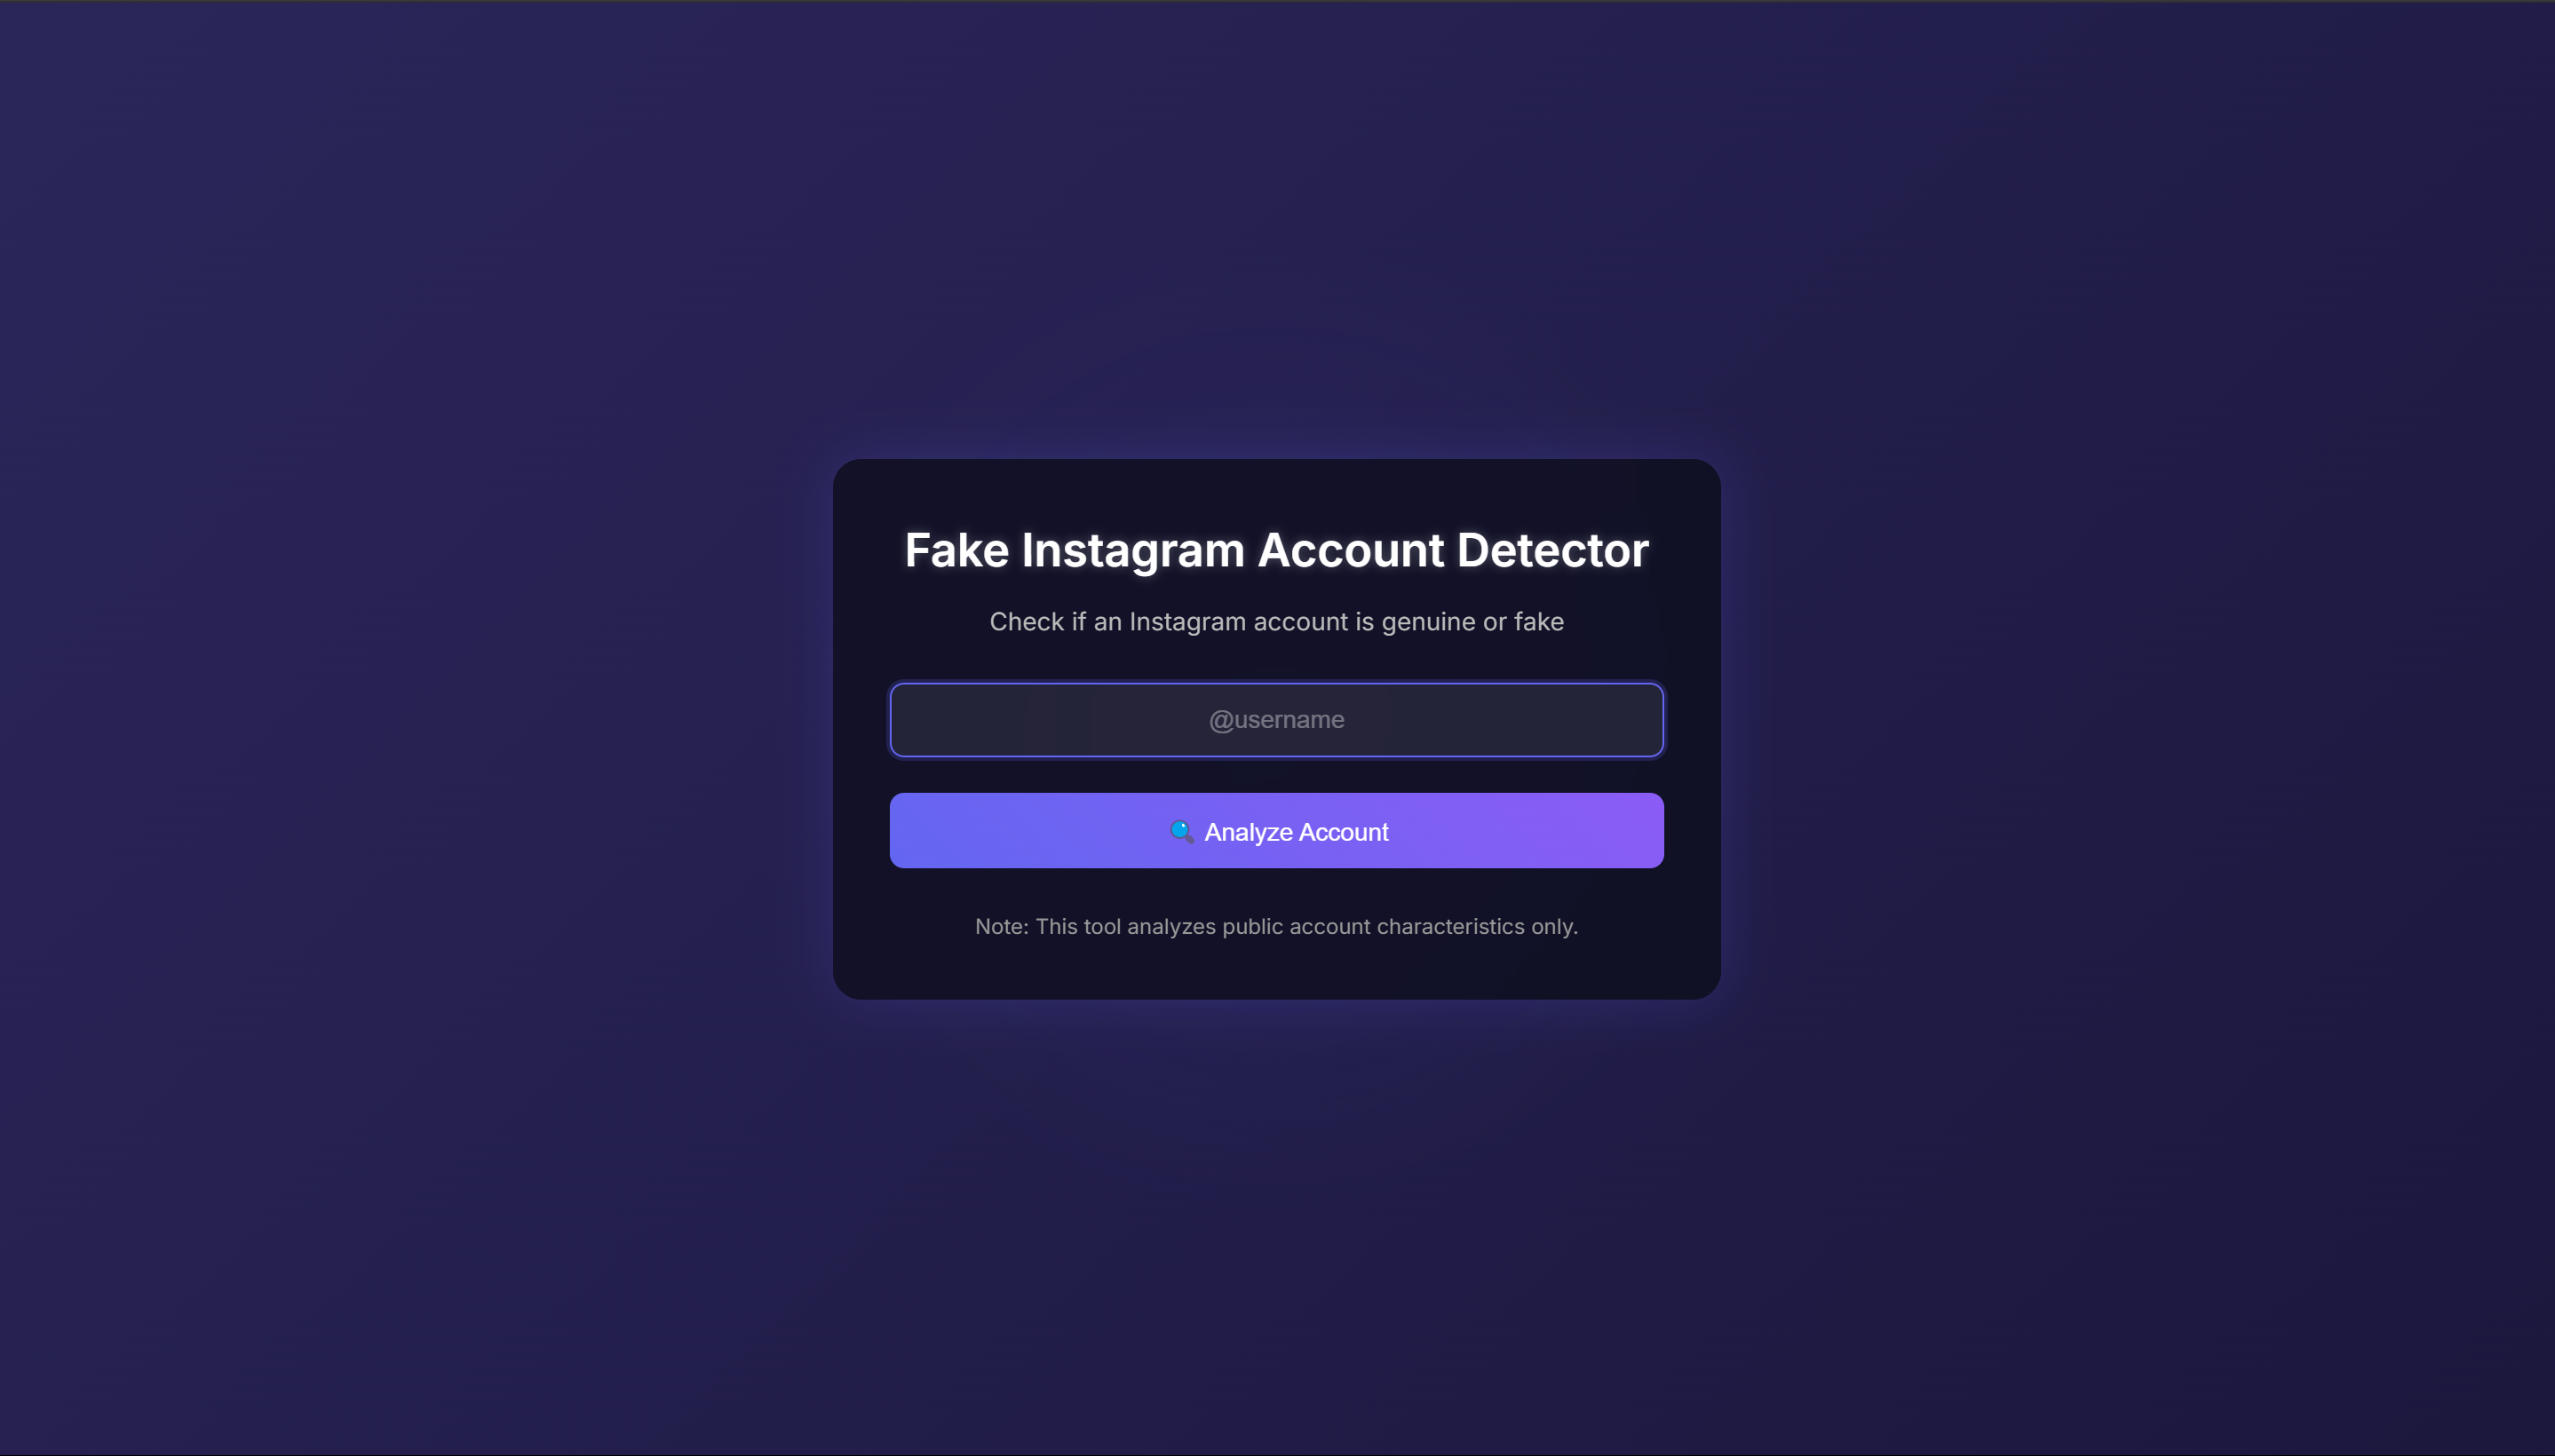 Fake Instagram Account Detector
Check if an Instagram account is genuine or fake
@username
🔍 Analyze Account
Note: This tool analyzes public account characteristics only.